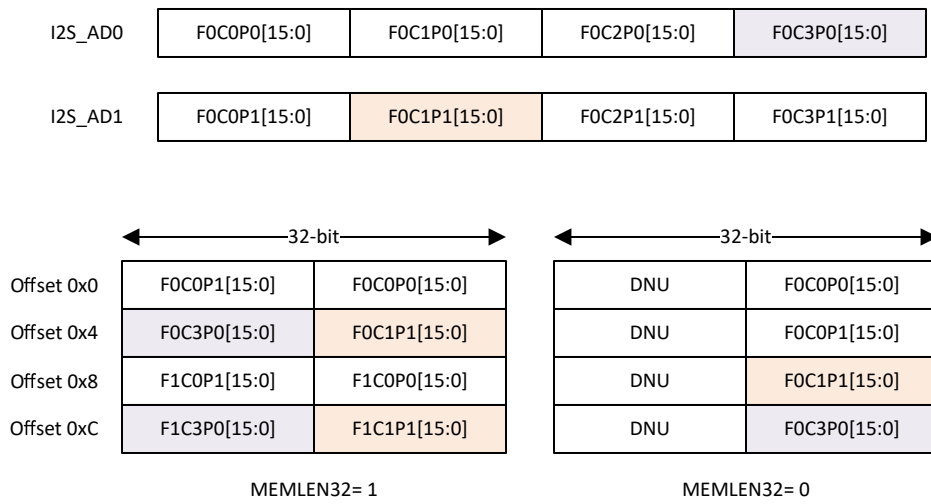 I2S_AD0 F0C0P0[15:0] F0C1P0[15:0] F0C2P0[15:0] F0C3P0[15:0]
I2S_AD1 F0C0P1[15:0] F0C1P1[15:0] F0C2P1[15:0] F0C3P1[15:0]
32-bit 32-bit
Offset 0x0 F0C0P1[15:0] F0C0P0[15:0] DNU F0C0P0[15:0]
Offset 0x4 F0C3P0[15:0] F0C1P1[15:0] DNU F0C0P1[15:0]
Offset 0x8 F1C0P1[15:0] F1C0P0[15:0] DNU F0C1P1[15:0]
Offset 0xC F1C3P0[15:0] F1C1P1[15:0] DNU F0C3P0[15:0]
MEMLEN32= 1 MEMLEN32= 0